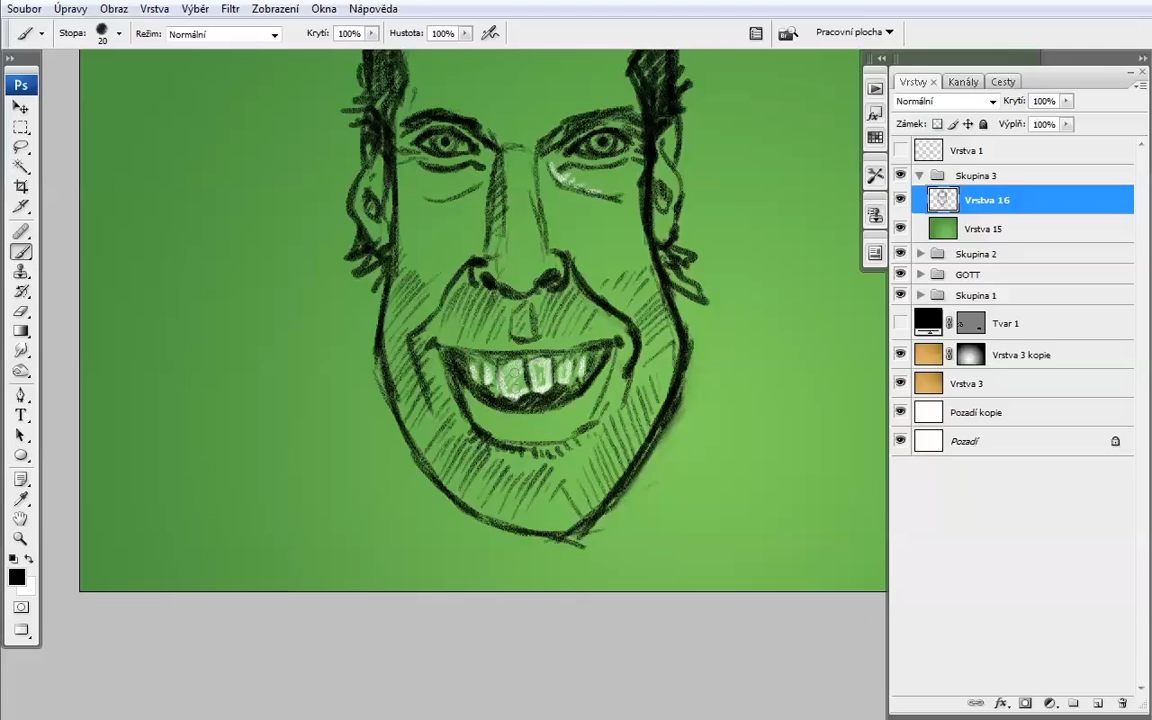 Soubor Úpravy Obraz Vrstva Výběr Filtr Zobrazení Okna Nápověda
Stopa: 20 Režim: Normální Krytí: 100% Hustota: 100% Pracovní plocha
Ps
Vrstvy x Kanály Cesty
Normální Krytí: 100%
Zámek: Výplň: 100%
Vrstva 1
Skupina 3
Vrstva 16
Vrstva 15
Skupina 2
GOTT
Skupina 1
Tvar 1
Vrstva 3 kopie
Vrstva 3
Pozadí kopie
Pozadí